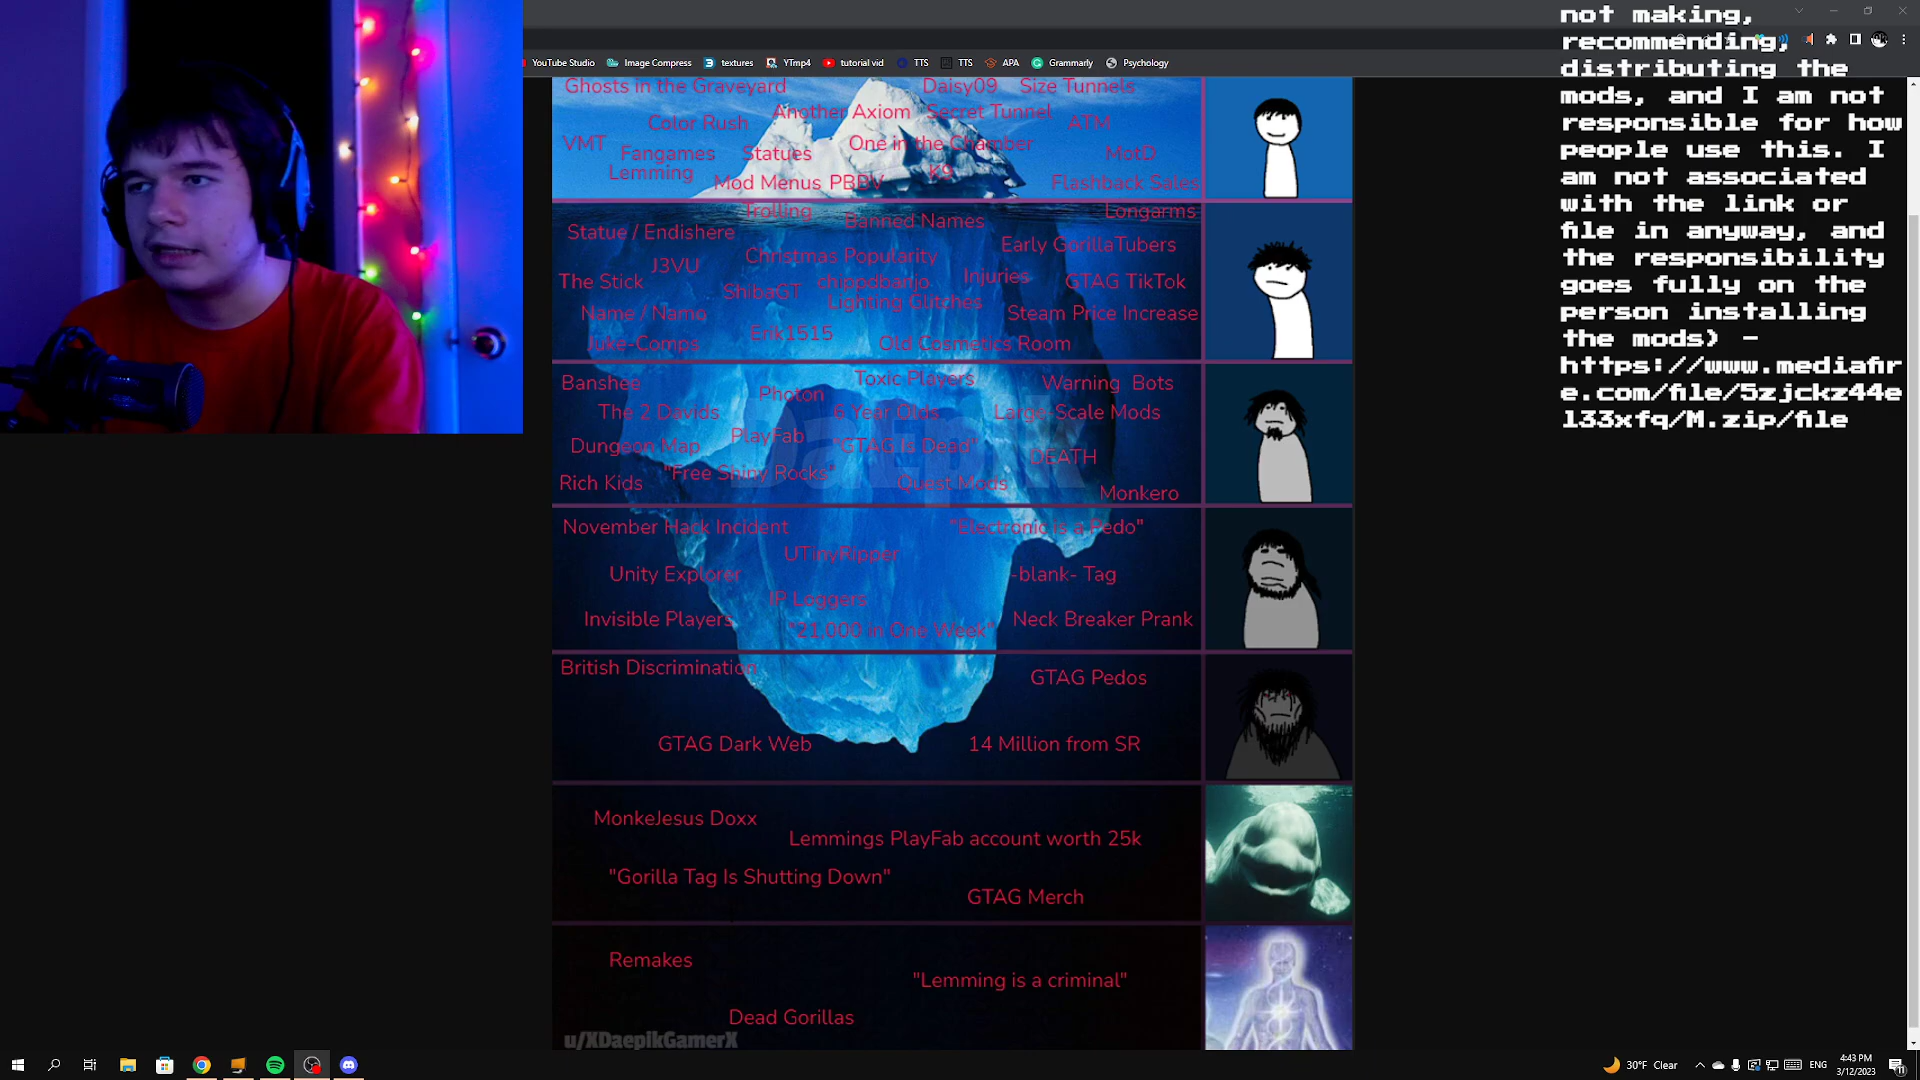 not making,
recommending,
distributing the
mods, and I am not
responsible for how
people use this. I
am not associated
with the link or
file in anyway, and
the responsibility
goes fully on the
person installing
the mods) -
https://www.mediafir
e.com/file/5zjckz44e
l33xfq/M.zip/file
YouTube Studio
Image Compress
textures
YTmp4
tutorial vid
TTS
TTS
APA
Grammarly
Psychology
Ghosts in the Graveyard
Daisy09
Size Tunnels
Another Axiom
Secret Tunnel
Color Rush
ATM
VMT
Fangames
Statues
One in the Chamber
MotD
Lemming
Mod Menus
PBBV
K9
Flashback Sales
Trolling
Banned Names
Longarms
Statue / Endishere
Early GorillaTubers
Christmas Popularity
J3VU
The Stick
ShibaGT
chippdbanjo
Injuries
GTAG TikTok
Lighting Glitches
Name / Namo
Steam Price Increase
Erik1515
Juke-Comps
Old Cosmetics Room
Banshee
Photon
Toxic Players
Warning Bots
The 2 Davids
6 Year Olds
Large-Scale Mods
Dungeon Map
PlayFab
"GTAG Is Dead"
DEATH
Rich Kids
"Free Shiny Rocks"
Quest Mods
Monkero
Daepik
November Hack Incident
"Electronic is a Pedo"
UTinyRipper
Unity Explorer
-blank- Tag
IP Loggers
Invisible Players
"21,000 in One Week"
Neck Breaker Prank
British Discrimination
GTAG Pedos
GTAG Dark Web
14 Million from SR
MonkeJesus Doxx
Lemmings PlayFab account worth 25k
"Gorilla Tag Is Shutting Down"
GTAG Merch
Remakes
"Lemming is a criminal"
Dead Gorillas
u/XDaepikGamerX
30°F Clear
ENG
4:43 PM
3/12/2023
11